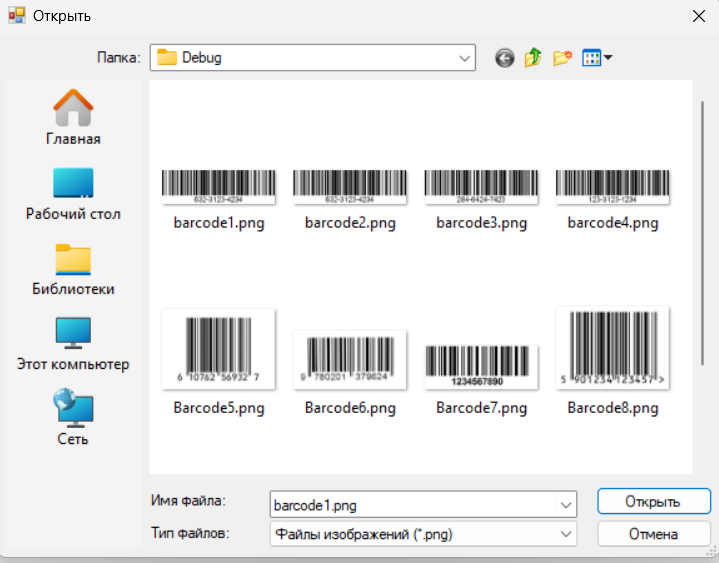 Открыть
Папка:
Debug
Главная
Рабочий стол
Библиотеки
Этот компьютер
Сеть
632-3123-4234
632-3123-4234
284-6424-7423
123-3123-1234
barcode1.png
barcode2.png
barcode3.png
barcode4.png
6 10762 56932 7
9 780201 379624
1234567890
5 901234 123457 >
Barcode5.png
Barcode6.png
Barcode7.png
Barcode8.png
Имя файла:
barcode1.png
Открыть
Тип файлов:
Файлы изображений (*.png)
Отмена